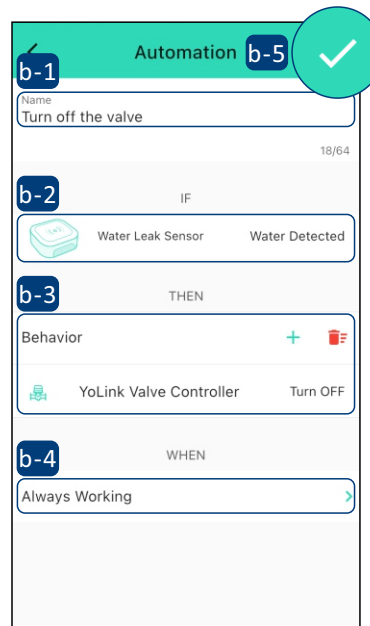 Automation
b-5
b-1
Name
Turn off the valve
18/64
b-2
IF
Water Leak Sensor Water Detected
b-3
THEN
Behavior
YoLink Valve Controller Turn OFF
b-4
WHEN
Always Working